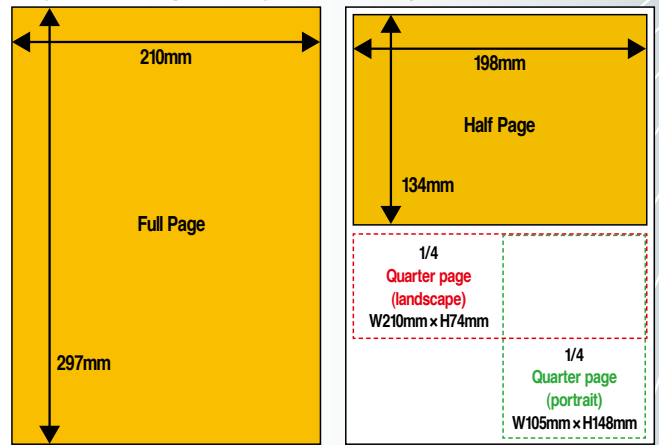 210mm
Full Page
297mm
198mm
Half Page
134mm
1/4
Quarter page
(landscape)
W210mm × H74mm
1/4
Quarter page
(portrait)
W105mm × H148mm